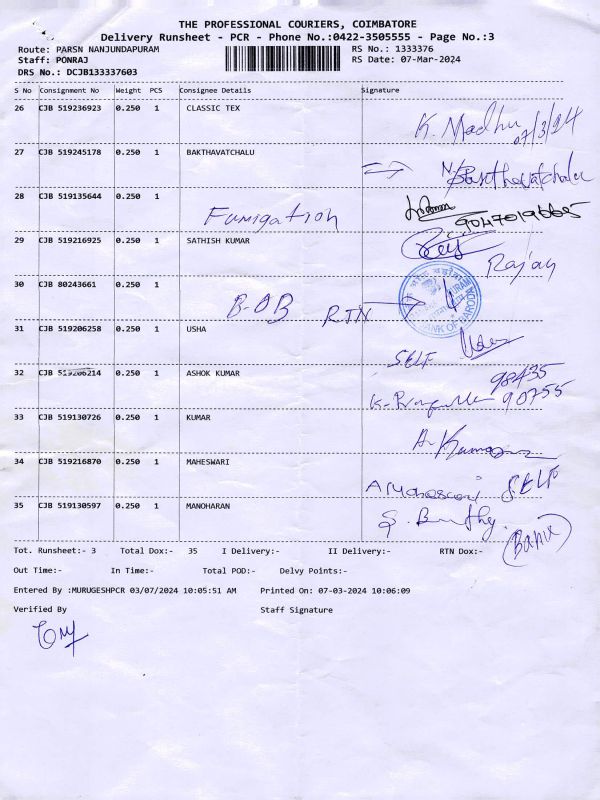 THE PROFESSIONAL COURIERS, COIMBATORE
Delivery Runsheet - PCR - Phone No.:0422-3505555 - Page No.:3
Route: PARSN NANJUNDAPURAM
RS No.: 1333376
Staff: PONRAJ
RS Date: 07-Mar-2024
DRS No.: DCJB133337603
S No Consignment No Weight PCS Consignee Details Signature
26 CJB 519236923 0.250 1 CLASSIC TEX
K. Madhu
07/3/24
27 CJB 519245178 0.250 1 BAKTHAVATCHALU
28 CJB 519135644 0.250 1
Fumigation
29 CJB 519216925 0.250 1 SATHISH KUMAR
Rajay
30 CJB 80243661 0.250 1
B-OB RTN
BANK OF BARODA
31 CJB 519206258 0.250 1 USHA
SELF
32 CJB 519206214 0.250 1 ASHOK KUMAR
98435
90755
33 CJB 519130726 0.250 1 KUMAR
34 CJB 519216870 0.250 1 MAHESWARI
SELF
35 CJB 519130597 0.250 1 MANOHARAN
Tot. Runsheet:- 3 Total Dox:- 35 I Delivery:- II Delivery:- RTN Dox:-
Out Time:- In Time:- Total POD:- Delvy Points:-
Entered By :MURUGESHPCR 03/07/2024 10:05:51 AM Printed On: 07-03-2024 10:06:09
Verified By Staff Signature